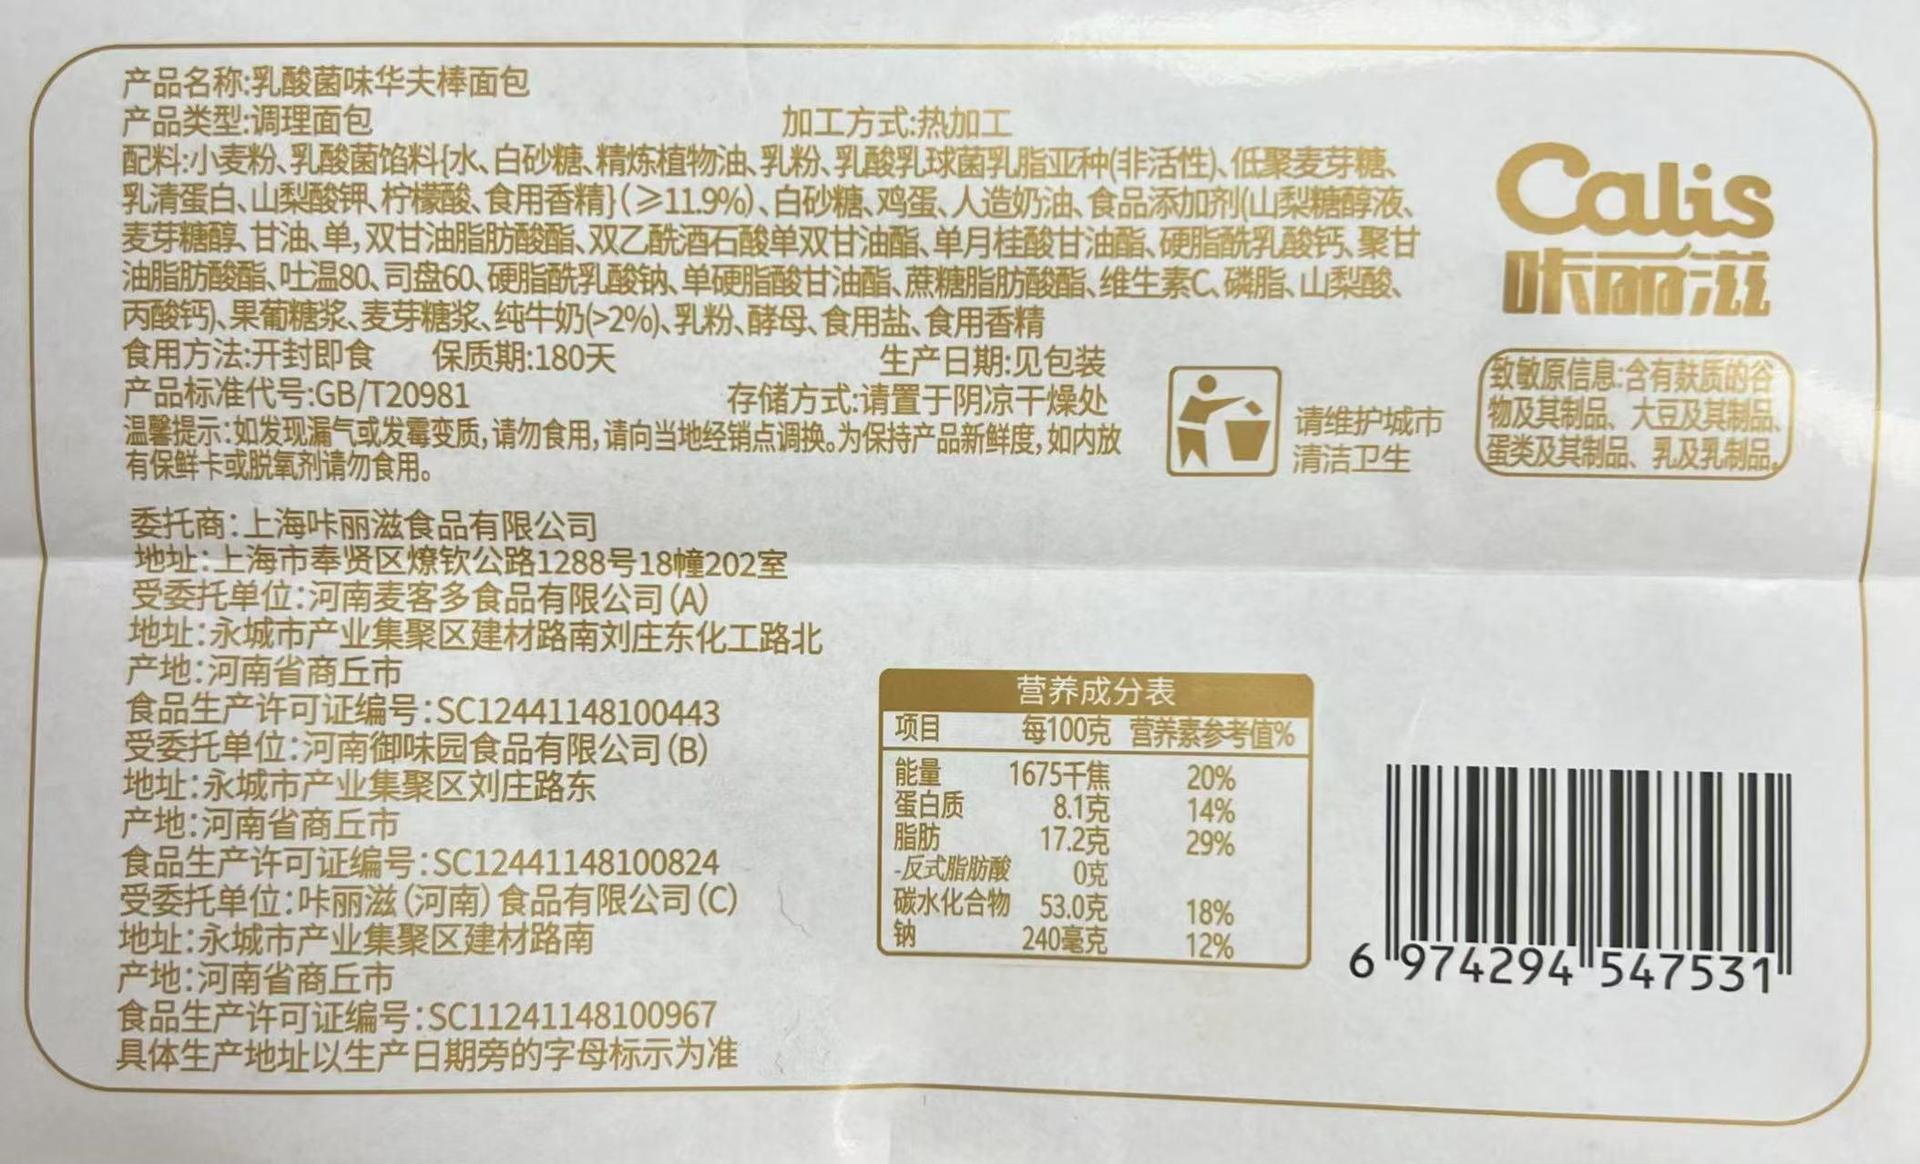 产品名称:乳酸菌味华夫棒面包
产品类型:调理面包
加工方式:热加工
配料:小麦粉、乳酸菌馅料{水、白砂糖、精炼植物油、乳粉、乳酸乳球菌乳脂亚种(非活性)、低聚麦芽糖、
乳清蛋白、山梨酸钾、柠檬酸、食用香精}(≥11.9%)、白砂糖、鸡蛋、人造奶油、食品添加剂(山梨糖醇液、
麦芽糖醇、甘油、单,双甘油脂肪酸酯、双乙酰酒石酸单双甘油酯、单月桂酸甘油酯、硬脂酰乳酸钙、聚甘
油脂肪酸酯、吐温80、司盘60、硬脂酰乳酸钠、单硬脂酸甘油酯、蔗糖脂肪酸酯、维生素C、磷脂、山梨酸、
丙酸钙)、果葡糖浆、麦芽糖浆、纯牛奶(>2%)、乳粉、酵母、食用盐、食用香精
食用方法:开封即食 保质期:180天 生产日期:见包装
产品标准代号:GB/T20981 存储方式:请置于阴凉干燥处
温馨提示:如发现漏气或发霉变质,请勿食用,请向当地经销点调换。为保持产品新鲜度,如内放
有保鲜卡或脱氧剂请勿食用。
Calis
咔丽滋
请维护城市
清洁卫生
致敏原信息:含有麸质的谷
物及其制品、大豆及其制品、
蛋类及其制品、乳及乳制品。
委托商:上海咔丽滋食品有限公司
地址:上海市奉贤区燎钦公路1288号18幢202室
受委托单位:河南麦客多食品有限公司(A)
地址:永城市产业集聚区建材路南刘庄东化工路北
产地:河南省商丘市
食品生产许可证编号:SC12441148100443
受委托单位:河南御味园食品有限公司(B)
地址:永城市产业集聚区刘庄路东
产地:河南省商丘市
食品生产许可证编号:SC12441148100824
受委托单位:咔丽滋(河南)食品有限公司(C)
地址:永城市产业集聚区建材路南
产地:河南省商丘市
食品生产许可证编号:SC11241148100967
具体生产地址以生产日期旁的字母标示为准
营养成分表
项目 每100克 营养素参考值%
能量 1675千焦 20%
蛋白质 8.1克 14%
脂肪 17.2克 29%
-反式脂肪酸 0克
碳水化合物 53.0克 18%
钠 240毫克 12%
6 974294 547531